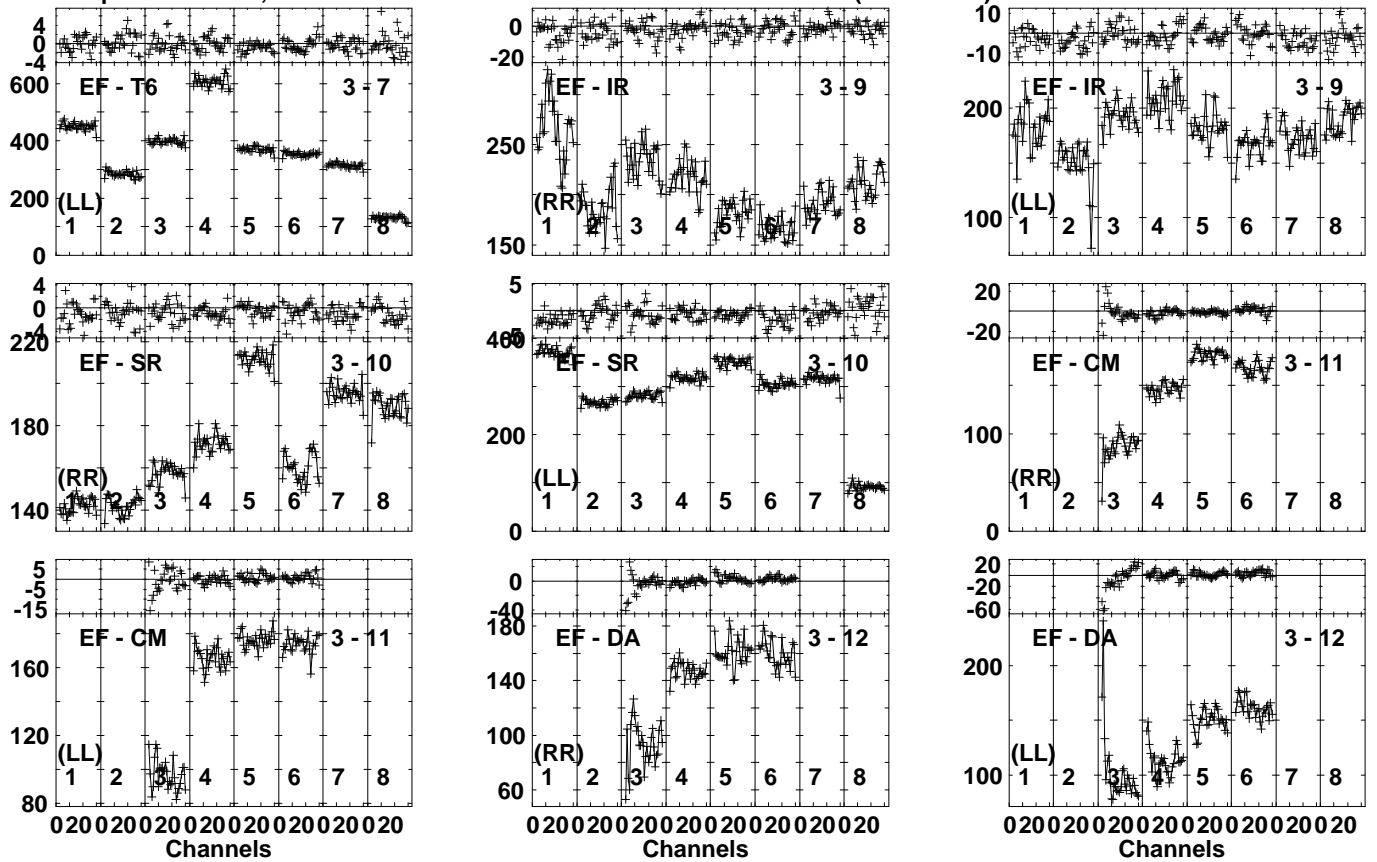 4
0
-4
600
400
200
0
EF - T6 3 - 7
(LL)
1 2 3 4 5 6 7 8
0
-20
250
150
EF - IR 3 - 9
(RR)
1 2 3 4 5 6 7 8
10
-10
200
100
EF - IR 3 - 9
(LL)
1 2 3 4 5 6 7 8
4
0
-4
220
180
140
EF - SR 3 - 10
(RR)
1 2 3 4 5 6 7 8
5
200
0
EF - SR 3 - 10
(LL)
1 2 3 4 5 6 7 8
20
-20
100
0
EF - CM 3 - 11
(RR)
1 2 3 4 5 6 7 8
5
-5
-15
160
120
80
EF - CM 3 - 11
(LL)
1 2 3 4 5 6 7 8
0 20 0 20 0 20 0 20 0 20 0 20 0 20 0 20
Channels
0
-40
180
140
100
60
EF - DA 3 - 12
(RR)
1 2 3 4 5 6 7 8
0 20 0 20 0 20 0 20 0 20 0 20 0 20 0 20
Channels
20
-20
-60
200
100
EF - DA 3 - 12
(LL)
1 2 3 4 5 6 7 8
0 20 0 20 0 20 0 20 0 20 0 20 0 20 0 20
Channels